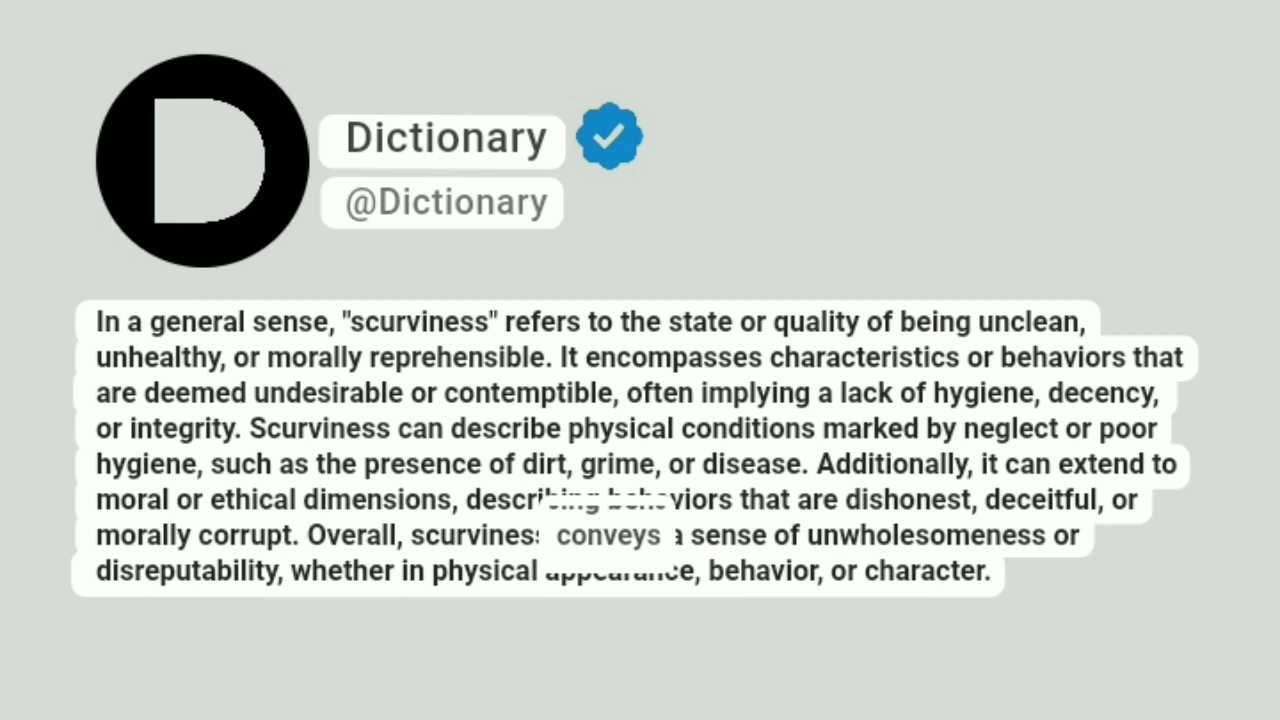 D
Dictionary
@Dictionary
In a general sense, "scurviness" refers to the state or quality of being unclean,
unhealthy, or morally reprehensible. It encompasses characteristics or behaviors that
are deemed undesirable or contemptible, often implying a lack of hygiene, decency,
or integrity. Scurviness can describe physical conditions marked by neglect or poor
hygiene, such as the presence of dirt, grime, or disease. Additionally, it can extend to
moral or ethical dimensions, describing behaviors that are dishonest, deceitful, or
morally corrupt. Overall, scurviness conveys a sense of unwholesomeness or
disreputability, whether in physical appearance, behavior, or character.